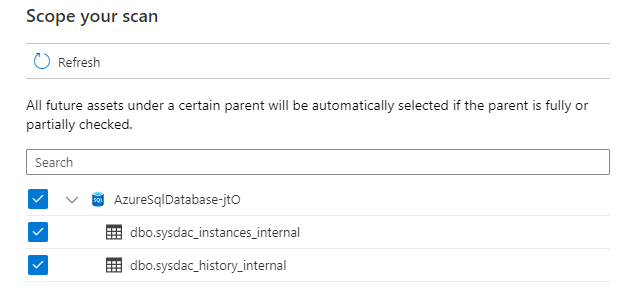 Scope your scan
Refresh
All future assets under a certain parent will be automatically selected if the parent is fully or
partially checked.
Search
SQL
AzureSqlDatabase-jtO
dbo.sysdac_instances_internal
dbo.sysdac_history_internal